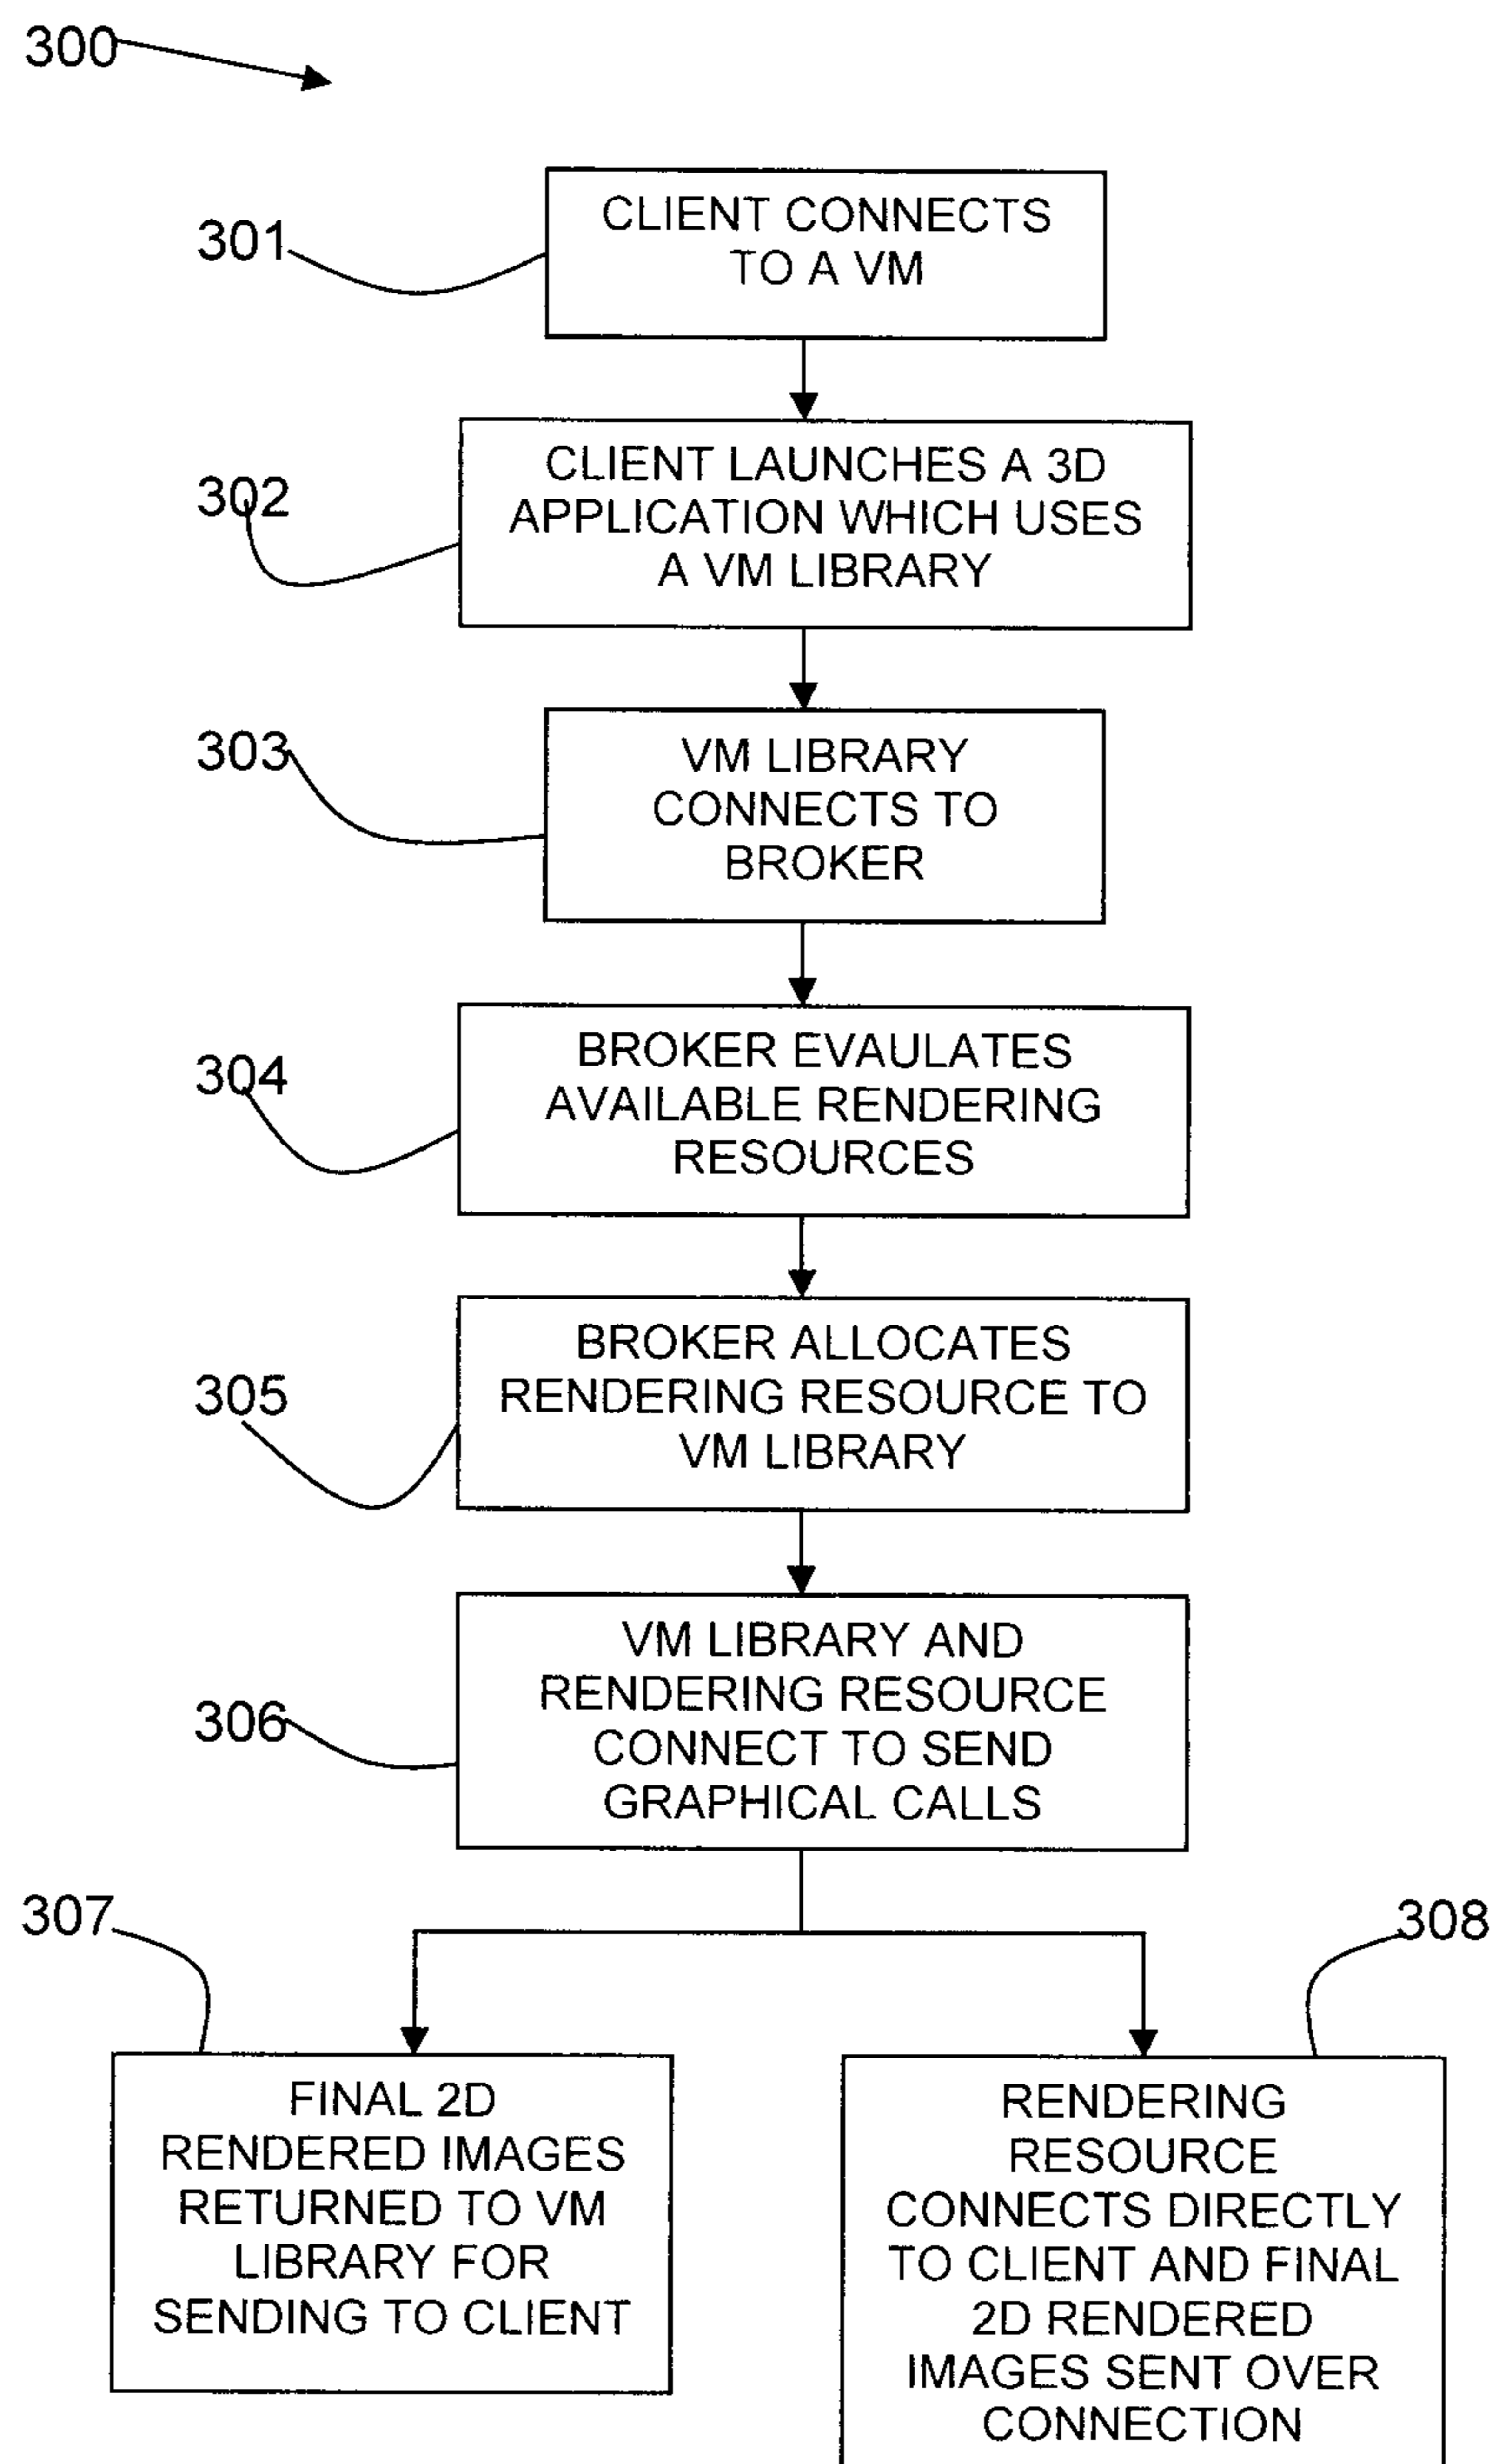 300
301
CLIENT CONNECTS
TO A VM
302
CLIENT LAUNCHES A 3D
APPLICATION WHICH USES
A VM LIBRARY
303
VM LIBRARY
CONNECTS TO
BROKER
304
BROKER EVAULATES
AVAILABLE RENDERING
RESOURCES
305
BROKER ALLOCATES
RENDERING RESOURCE TO
VM LIBRARY
306
VM LIBRARY AND
RENDERING RESOURCE
CONNECT TO SEND
GRAPHICAL CALLS
307
FINAL 2D
RENDERED IMAGES
RETURNED TO VM
LIBRARY FOR
SENDING TO CLIENT
308
RENDERING
RESOURCE
CONNECTS DIRECTLY
TO CLIENT AND FINAL
2D RENDERED
IMAGES SENT OVER
CONNECTION